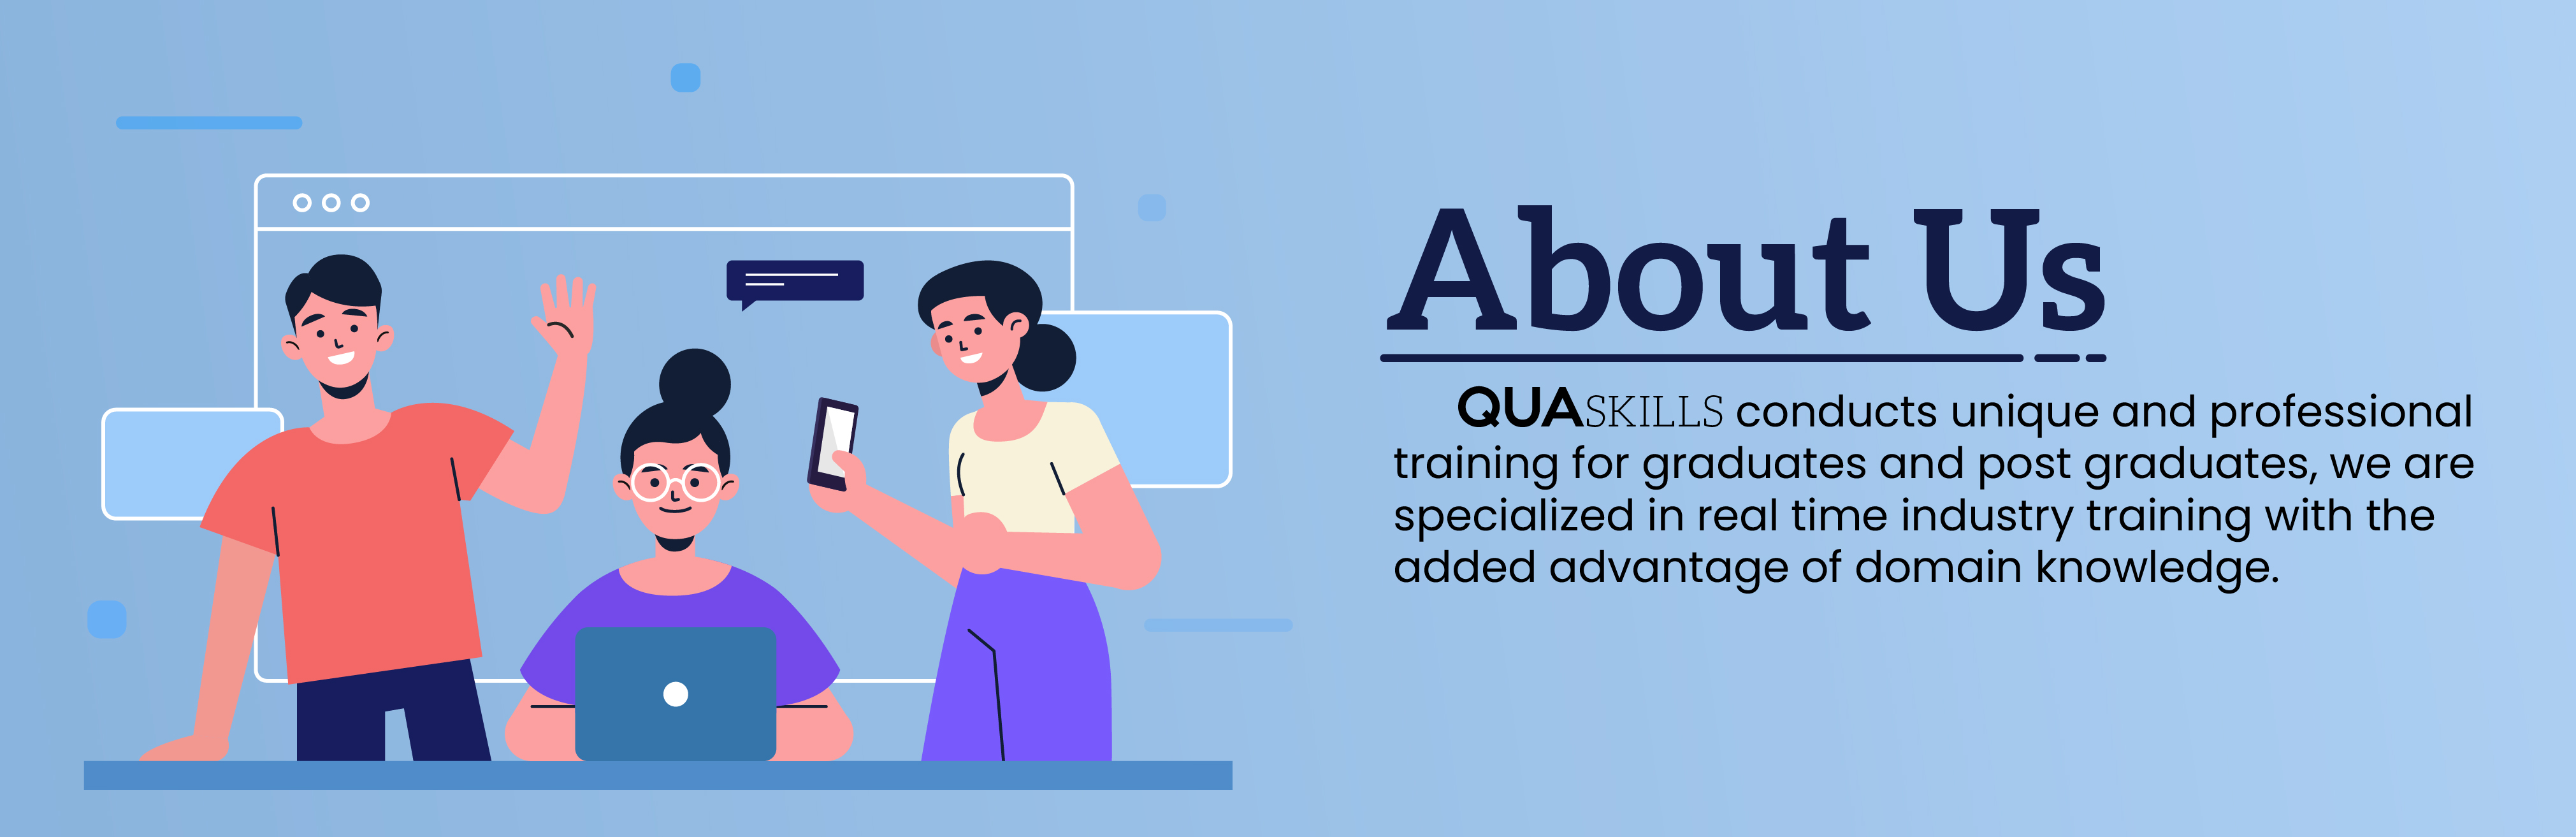 About Us
QUASKILLS conducts unique and professional
training for graduates and post graduates, we are
specialized in real time industry training with the
added advantage of domain knowledge.